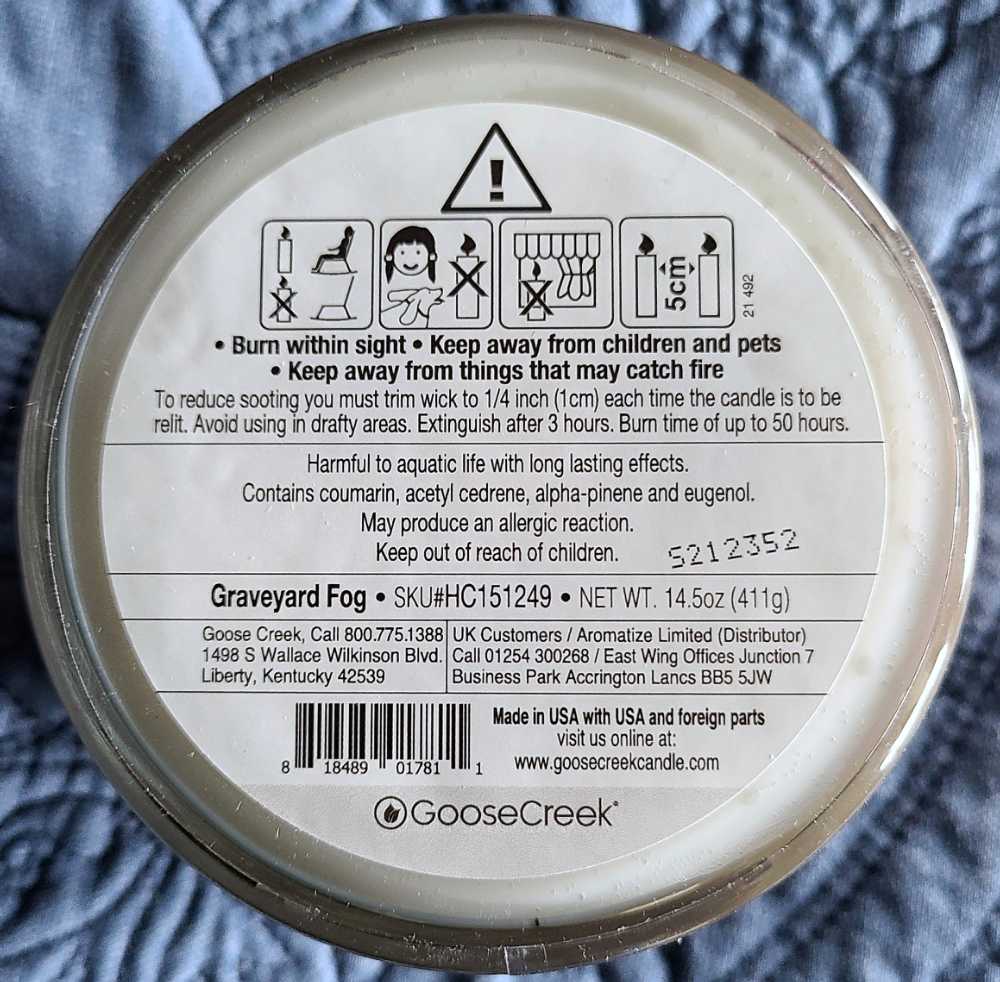 !
5cm
21 492
• Burn within sight • Keep away from children and pets
• Keep away from things that may catch fire
To reduce sooting you must trim wick to 1/4 inch (1cm) each time the candle is to be
relit. Avoid using in drafty areas. Extinguish after 3 hours. Burn time of up to 50 hours.
Harmful to aquatic life with long lasting effects.
Contains coumarin, acetyl cedrene, alpha-pinene and eugenol.
May produce an allergic reaction.
Keep out of reach of children.
5212352
Graveyard Fog • SKU#HC151249 • NET WT. 14.5oz (411g)
Goose Creek, Call 800.775.1388
1498 S Wallace Wilkinson Blvd.
Liberty, Kentucky 42539
UK Customers / Aromatize Limited (Distributor)
Call 01254 300268 / East Wing Offices Junction 7
Business Park Accrington Lancs BB5 5JW
8 18489 01781 1
Made in USA with USA and foreign parts
visit us online at:
www.goosecreekcandle.com
GooseCreek®